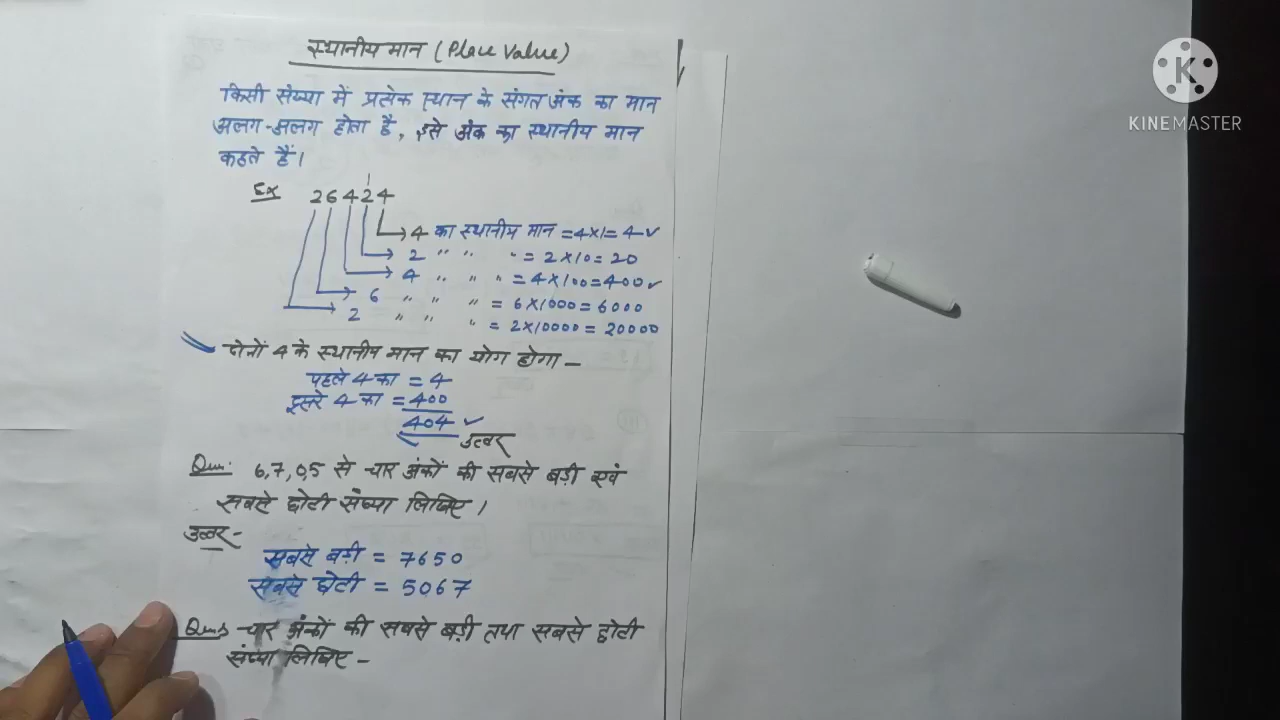 स्थानीय मान (Place Value)
किसी संख्या में प्रत्येक स्थान के संगत अंक का मान
अलग-अलग होता है, इसे अंक का स्थानीय मान
कहते हैं।
Ex 26424
4 का स्थानीय मान =4×1=4
2 " " " = 2×10=20
4 " " " = 4×100=400
6 " " " = 6×1000=6000
2 " " " = 2×10000=20000
दोनों 4 के स्थानीय मान का योग होगा -
पहले 4 का = 4
दूसरे 4 का = 400
404
उत्तर
Que: 6,7,0,5 से चार अंकों की सबसे बड़ी एवं
सबसे छोटी संख्या लिखिए।
उत्तर-
सबसे बड़ी = 7650
सबसे छोटी = 5067
Que चार अंकों की सबसे बड़ी तथा सबसे छोटी
संख्या लिखिए -
K
KINEMASTER